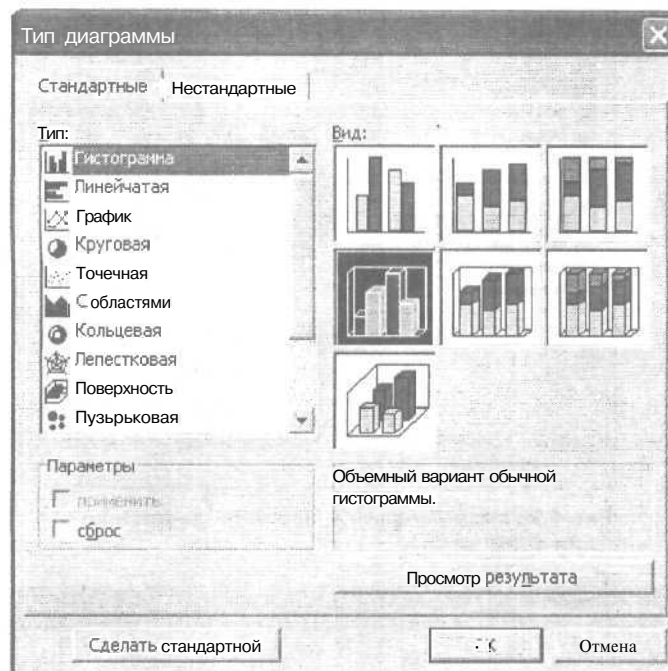 Тип диаграммы
Стандартные Нестандартные
Тип:
Гистограмма
Линейчатая
График
Круговая
Точечная
С областями
Кольцевая
Лепестковая
Поверхность
Пузырьковая
Вид:
Объемный вариант обычной
гистограммы.
Параметры
применить
сброс
Просмотр результата
Сделать стандартной
Отмена